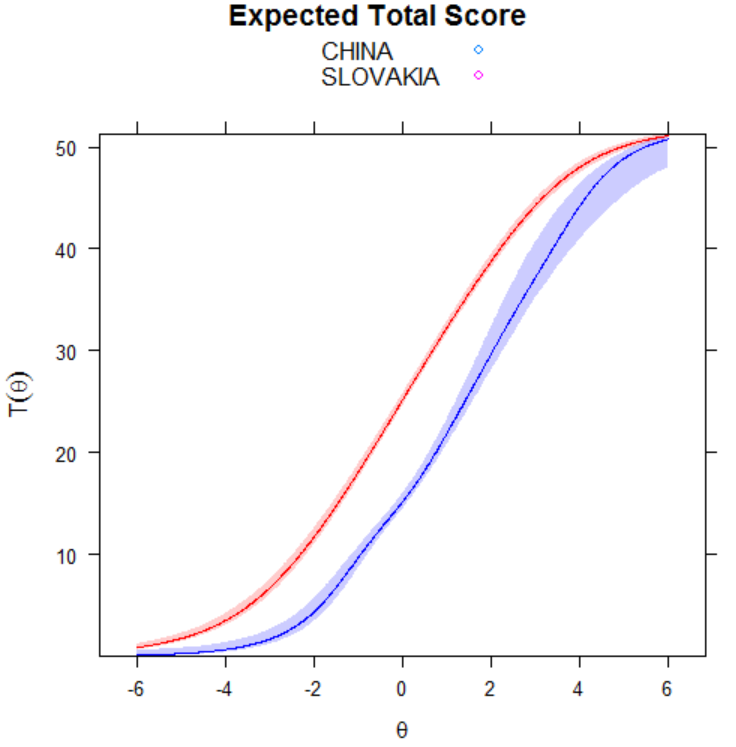 Expected Total Score
CHINA
SLOVAKIA
50
40
30
20
10
T(θ)
-6 -4 -2 0 2 4 6
θ